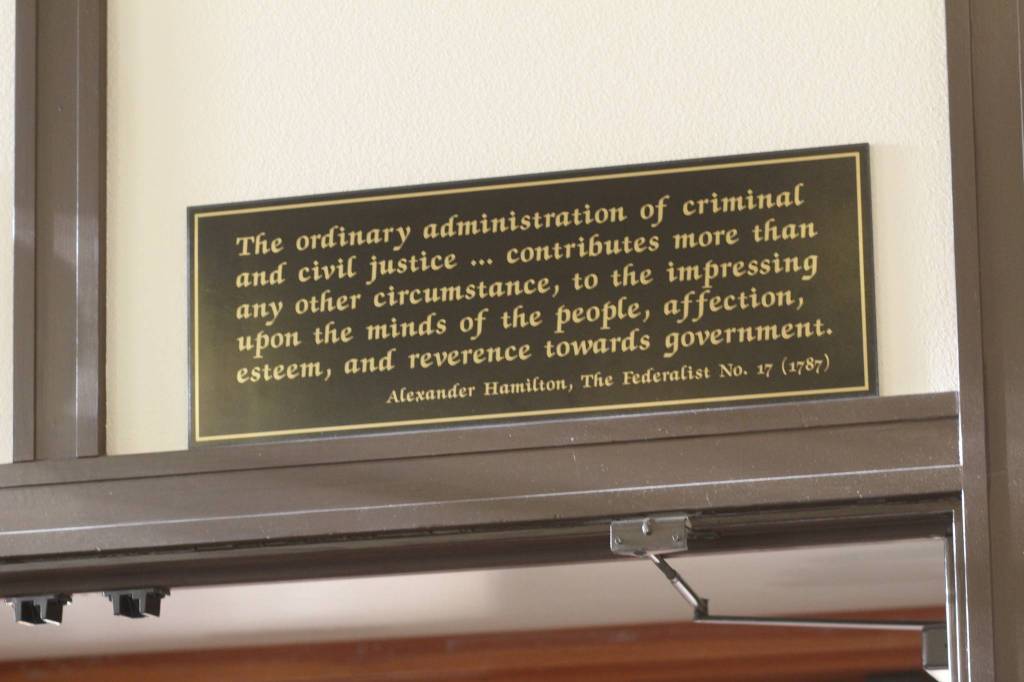 The ordinary administration of criminal
and civil justice ... contributes more than
any other circumstance, to the impressing
upon the minds of the people, affection,
esteem, and reverence towards government.
Alexander Hamilton, The Federalist No. 17 (1787)